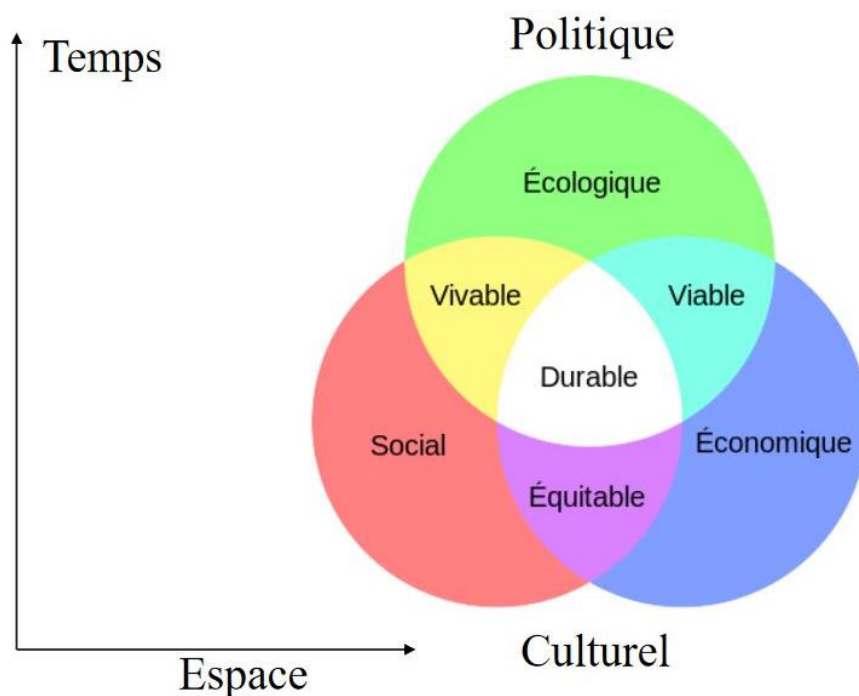 Politique
Temps
Écologique
Vivable
Viable
Durable
Social
Économique
Équitable
Culturel
Espace